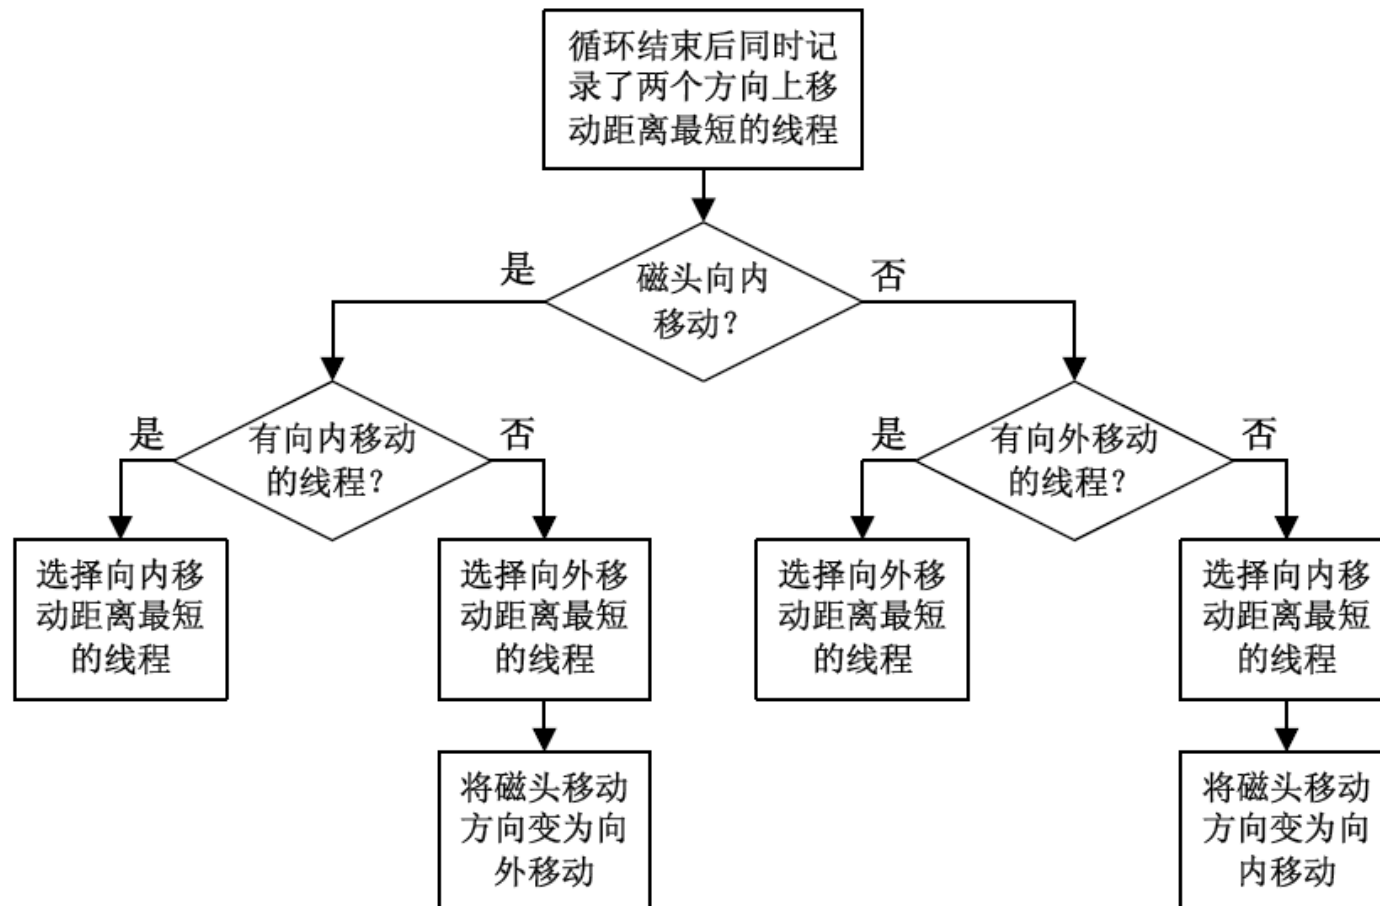 循环结束后同时记
录了两个方向上移
动距离最短的线程
是
磁头向内
移动?
否
是
有向内移动
的线程?
否
是
有向外移动
的线程?
否
选择向内移
动距离最短
的线程
选择向外移
动距离最短
的线程
选择向外移
动距离最短
的线程
选择向内移
动距离最短
的线程
将磁头移动
方向变为向
外移动
将磁头移动
方向变为向
内移动